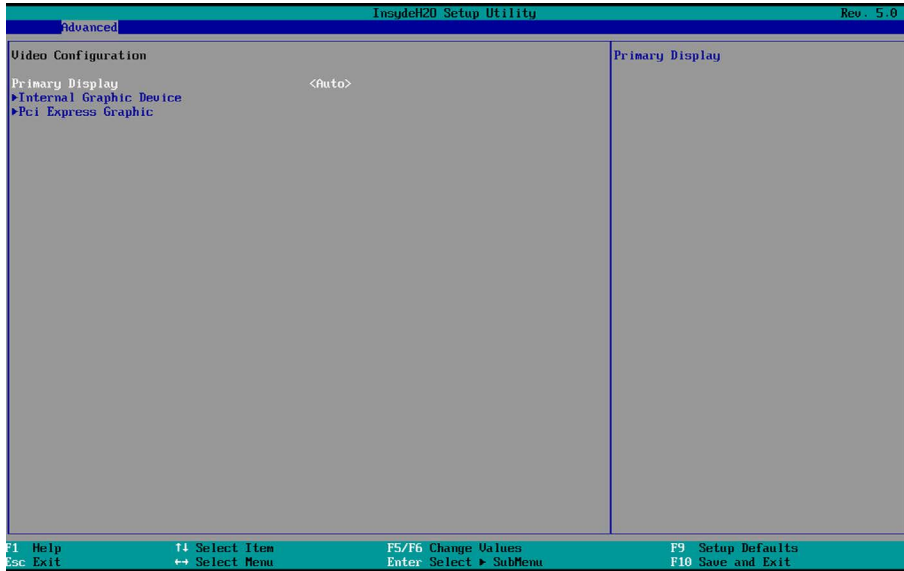 InsydeH2O Setup Utility Rev. 5.0
Advanced
Video Configuration
Primary Display <Auto>
▶Internal Graphic Device
▶Pci Express Graphic
Primary Display
F1 Help ↑↓ Select Item F5/F6 Change Values F9 Setup Defaults
Esc Exit ↔ Select Menu Enter Select ▶ SubMenu F10 Save and Exit